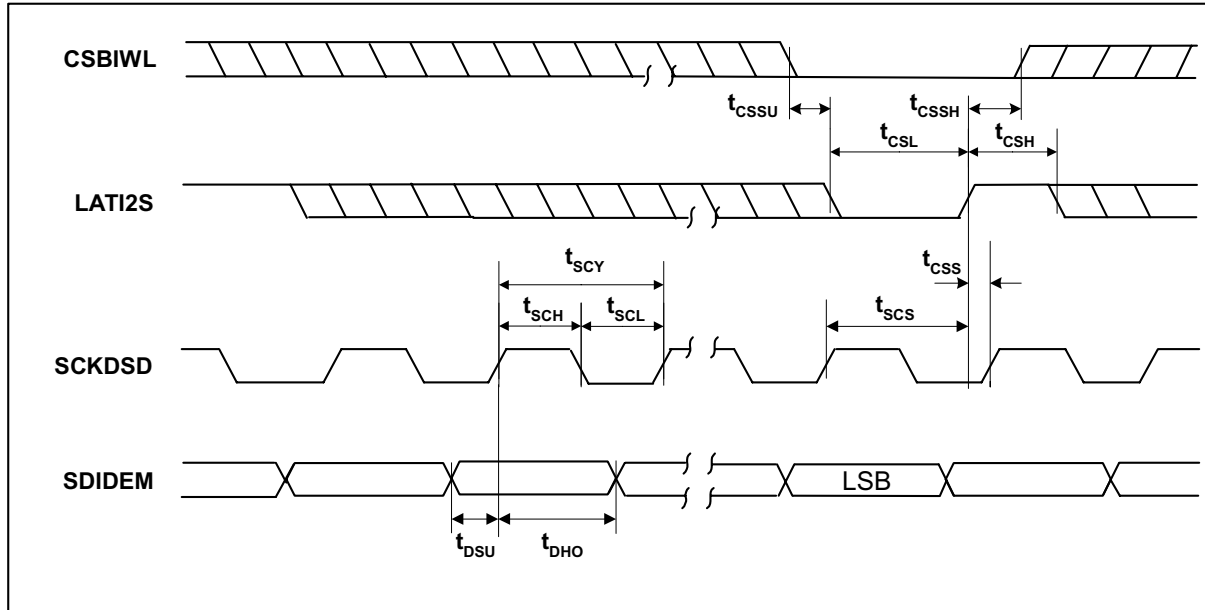 CSBIWL
tCSSU
tCSSH
tCSL
tCSH
LATI2S
tSCY
tCSS
tSCH
tSCL
tSCS
SCKDSD
SDIDEM
LSB
tDSU
tDHO